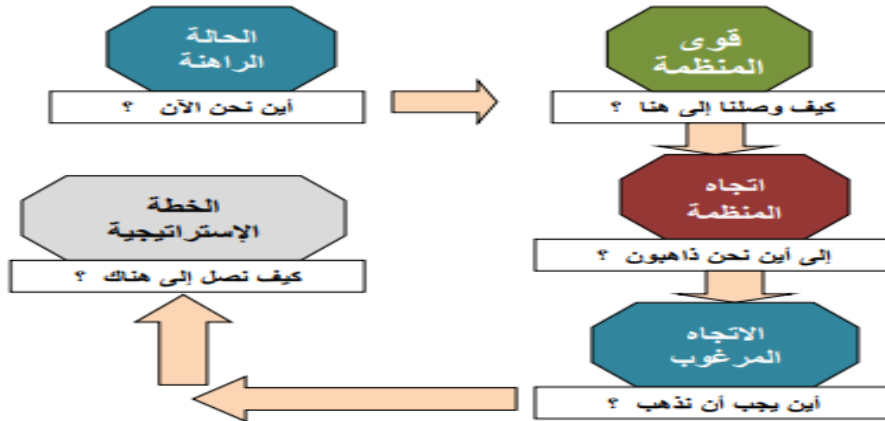 الحالة
الراهنة
أين نحن الآن ؟
قوى
المنظمة
كيف وصلنا إلى هنا ؟
اتجاه
المنظمة
إلى أين نحن ذاهبون ؟
الاتجاه
المرغوب
أين يجب أن نذهب ؟
الخطة
الإستراتيجية
كيف نصل إلى هناك ؟